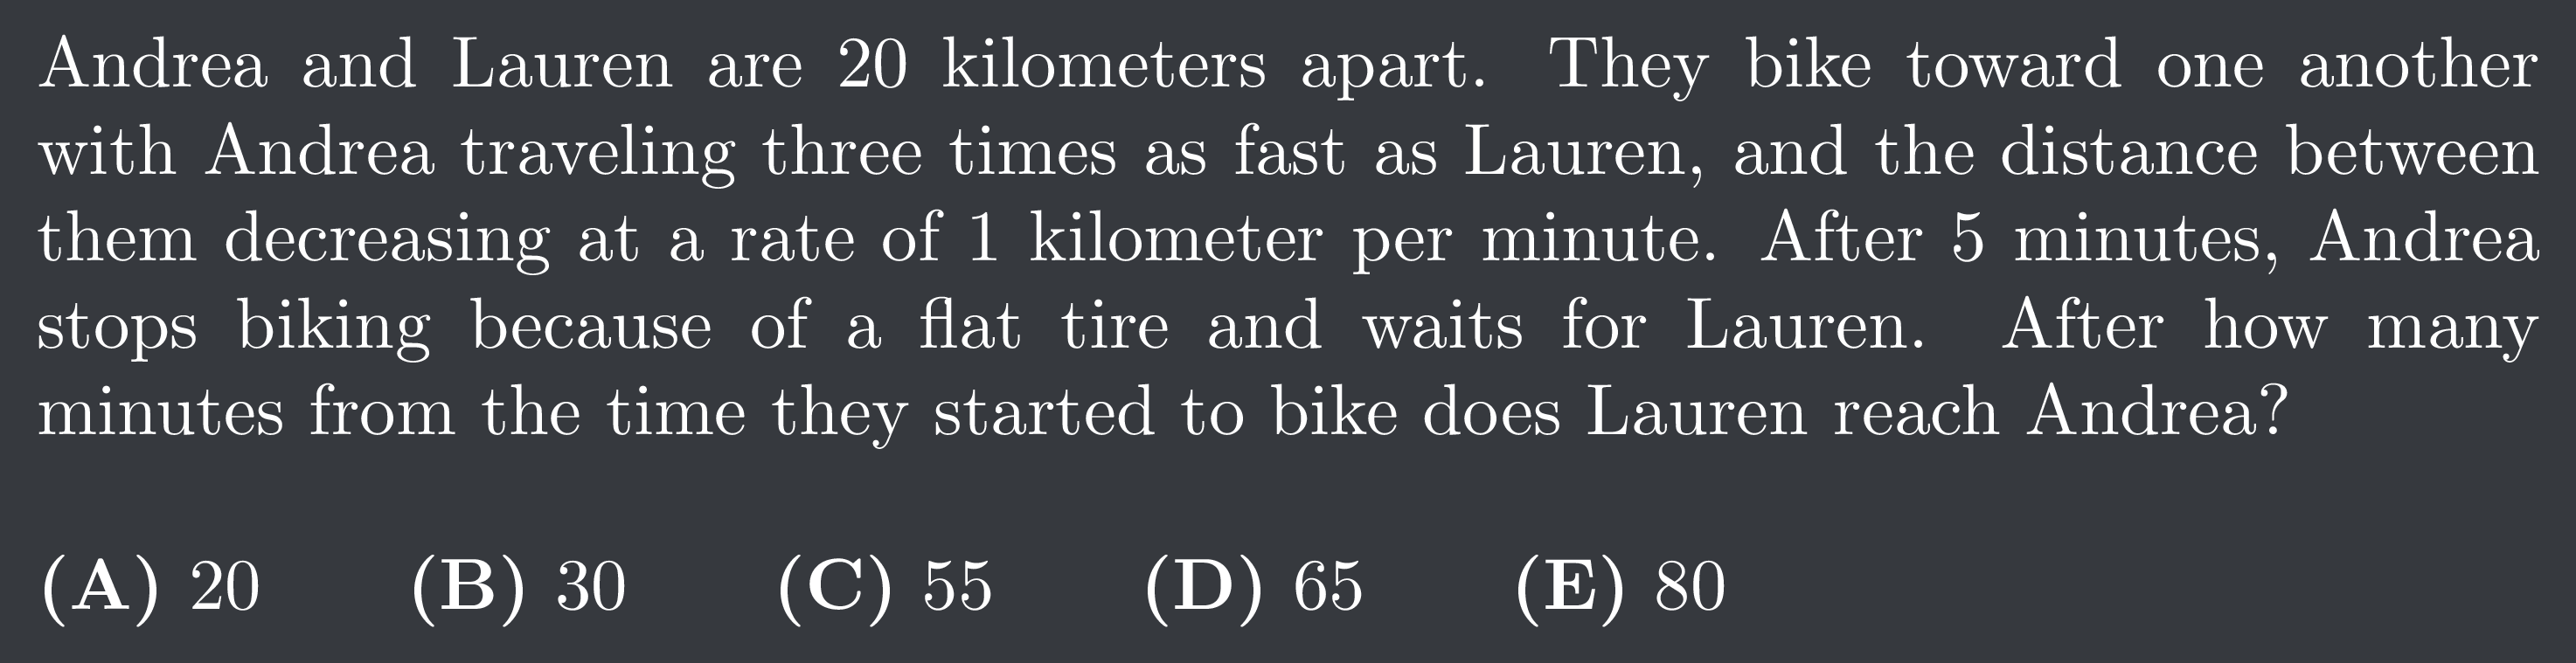 Andrea and Lauren are 20 kilometers apart. They bike toward one another
with Andrea traveling three times as fast as Lauren, and the distance between
them decreasing at a rate of 1 kilometer per minute. After 5 minutes, Andrea
stops biking because of a flat tire and waits for Lauren. After how many
minutes from the time they started to bike does Lauren reach Andrea?
(A) 20 (B) 30 (C) 55 (D) 65 (E) 80